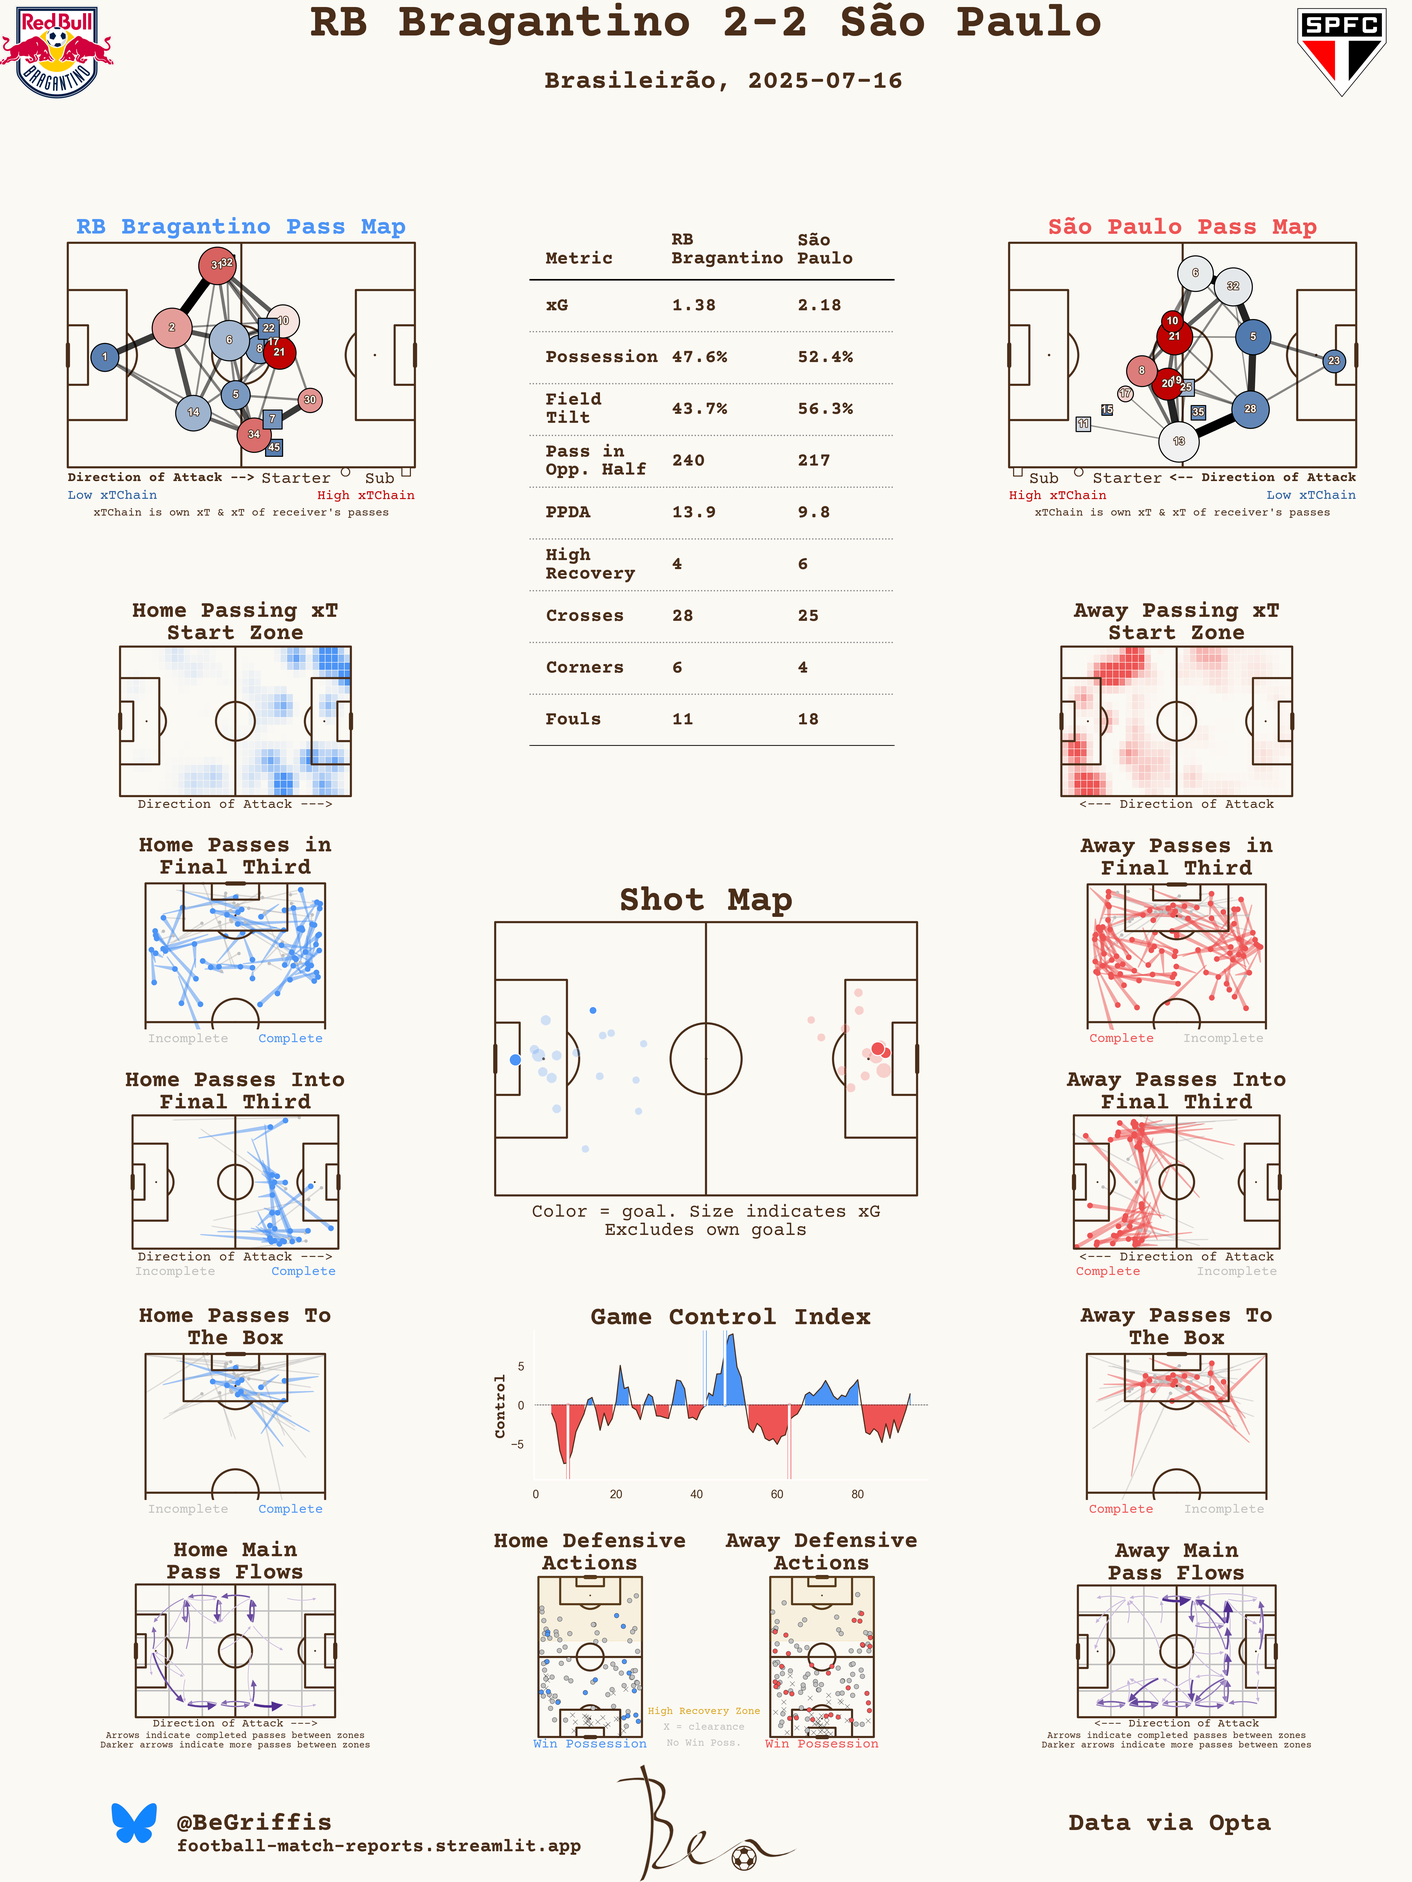 RB Bragantino 2-2 São Paulo
Brasileirão, 2025-07-16
Red Bull
BRAGANTINO
SPFC
RB Bragantino Pass Map
31 32
2
10
22
6
17
8
21
1
5
30
14
7
34
45
Direction of Attack --> Starter Sub
Low xTChain High xTChain
xTChain is own xT & xT of receiver's passes
Metric RB Bragantino São Paulo
xG 1.38 2.18
Possession 47.6% 52.4%
Field Tilt 43.7% 56.3%
Pass in Opp. Half 240 217
PPDA 13.9 9.8
High Recovery 4 6
Crosses 28 25
Corners 6 4
Fouls 11 18
São Paulo Pass Map
6
32
10
21
5
23
8
19
20
25
17
15
35
28
11
13
Sub Starter <-- Direction of Attack
High xTChain Low xTChain
xTChain is own xT & xT of receiver's passes
Home Passing xT
Start Zone
Direction of Attack --->
Away Passing xT
Start Zone
<--- Direction of Attack
Home Passes in
Final Third
Incomplete Complete
Away Passes in
Final Third
Complete Incomplete
Shot Map
Color = goal. Size indicates xG
Excludes own goals
Home Passes Into
Final Third
Direction of Attack --->
Incomplete Complete
Away Passes Into
Final Third
<--- Direction of Attack
Complete Incomplete
Home Passes To
The Box
Incomplete Complete
Game Control Index
Control
5
0
−5
0 20 40 60 80
Away Passes To
The Box
Complete Incomplete
Home Main
Pass Flows
Direction of Attack --->
Arrows indicate completed passes between zones
Darker arrows indicate more passes between zones
Home Defensive
Actions
Win Possession
High Recovery Zone
X = clearance
No Win Poss.
Away Defensive
Actions
Win Possession
Away Main
Pass Flows
<--- Direction of Attack
Arrows indicate completed passes between zones
Darker arrows indicate more passes between zones
@BeGriffis
football-match-reports.streamlit.app
Ben
Data via Opta